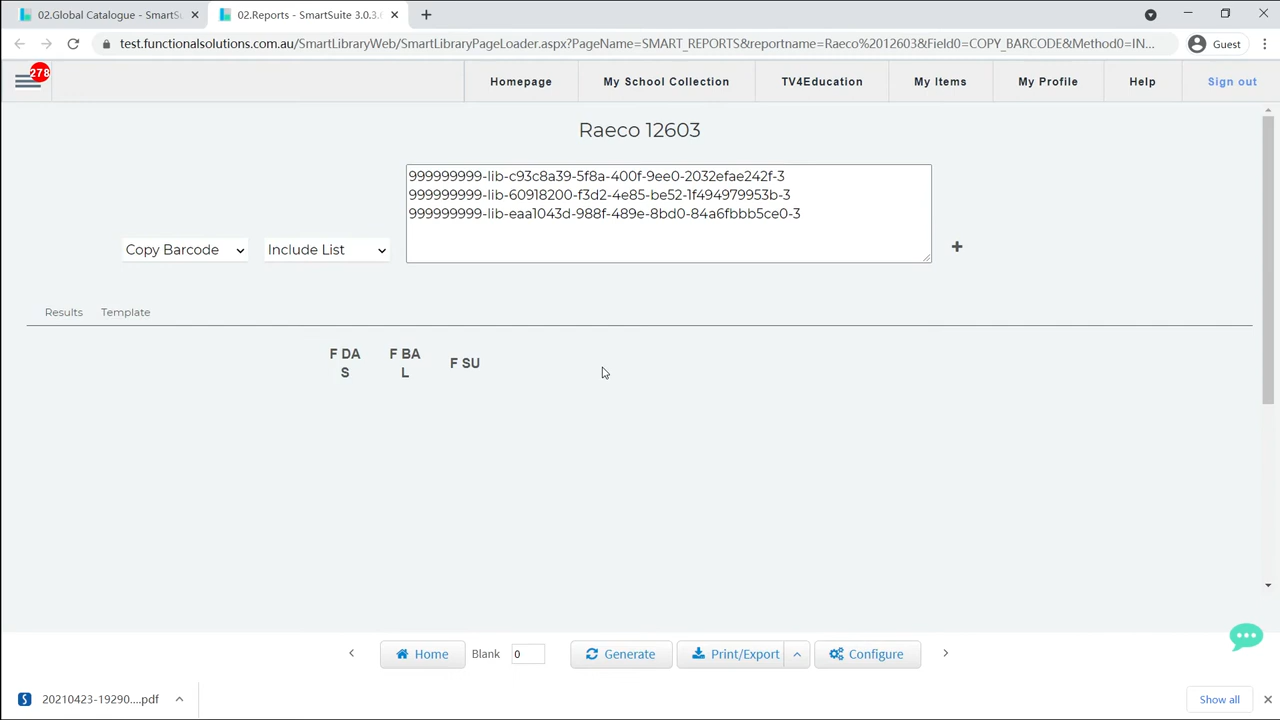 02.Global Catalogue - SmartSu
02.Reports - SmartSuite 3.0.3.
test.functionalsolutions.com.au/SmartLibraryWeb/SmartLibraryPageLoader.aspx?PageName=SMART_REPORTS&reportname=Raeco%2012603&Field0=COPY_BARCODE&Method0=IN...
Guest
278
Homepage
My School Collection
TV4Education
My Items
My Profile
Help
Sign out
Raeco 12603
999999999-lib-c93c8a39-5f8a-400f-9ee0-2032efae242f-3
999999999-lib-60918200-f3d2-4e85-be52-1f494979953b-3
999999999-lib-eaa1043d-988f-489e-8bd0-84a6fbbb5ce0-3
Copy Barcode
Include List
Results
Template
F DA
S
F BA
L
F SU
Home
Blank
0
Generate
Print/Export
Configure
20210423-19290....pdf
Show all